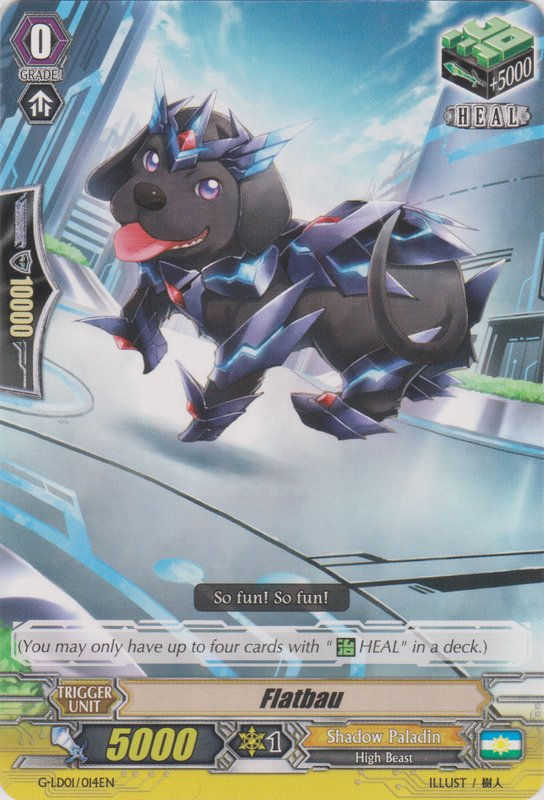 0
GRADE
治
+5000
HEAL
10000
So fun! So fun!
(You may only have up to four cards with " 治 HEAL" in a deck.)
TRIGGER
UNIT
Flatbau
5000
1
Shadow Paladin
High Beast
G-LD01/014EN
ILLUST / 樹人